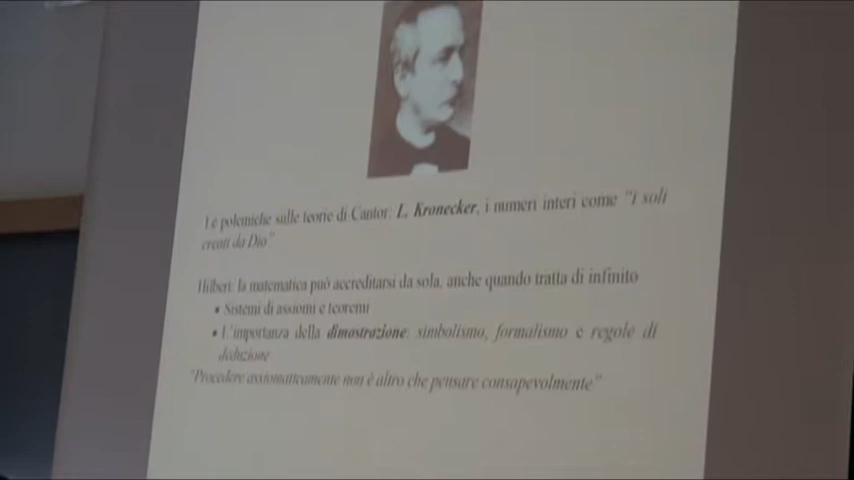 Le polemiche sulle teorie di Cantor: L. Kronecker, i numeri interi come "i soli
creati da Dio"
Hilbert: la matematica può accreditarsi da sola, anche quando tratta di infinito
• Sistemi di assiomi e teoremi
• L'importanza della dimostrazione: simbolismo, formalismo e regole di
deduzione
"Procedere assiomaticamente non è altro che pensare consapevolmente"